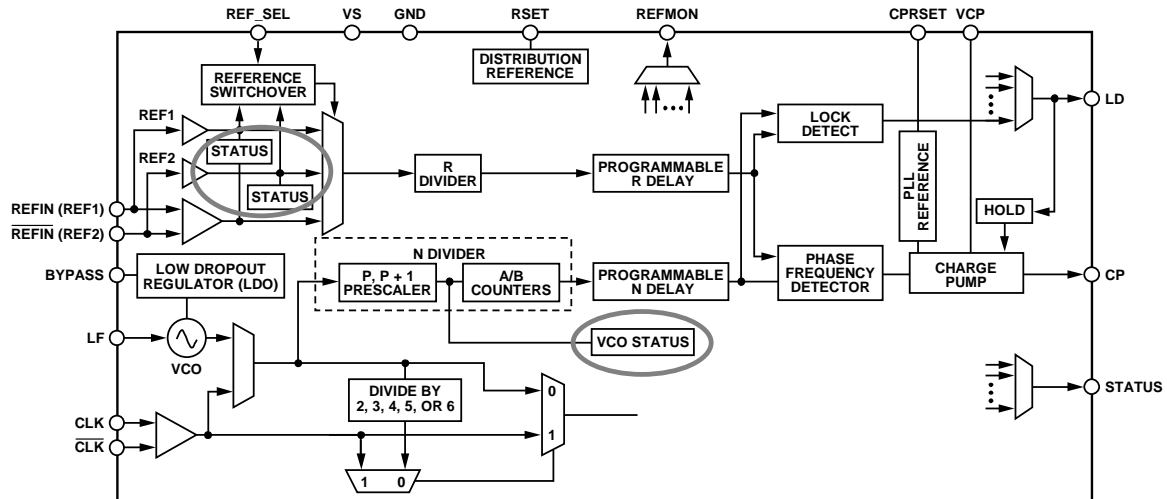 REF_SEL
VS
GND
RSET
REFMON
CPRSET
VCP
DISTRIBUTION
REFERENCE
REFERENCE
SWITCHOVER
REF1
STATUS
REF2
STATUS
R
DIVIDER
PROGRAMMABLE
R DELAY
LOCK
DETECT
LD
PLL
REFERENCE
HOLD
REFIN (REF1)
REFIN (REF2)
BYPASS
LOW DROPOUT
REGULATOR (LDO)
N DIVIDER
P, P + 1
PRESCALER
A/B
COUNTERS
PROGRAMMABLE
N DELAY
PHASE
FREQUENCY
DETECTOR
CHARGE
PUMP
CP
LF
VCO
VCO STATUS
DIVIDE BY
2, 3, 4, 5, OR 6
0
1
STATUS
CLK
CLK
1 0